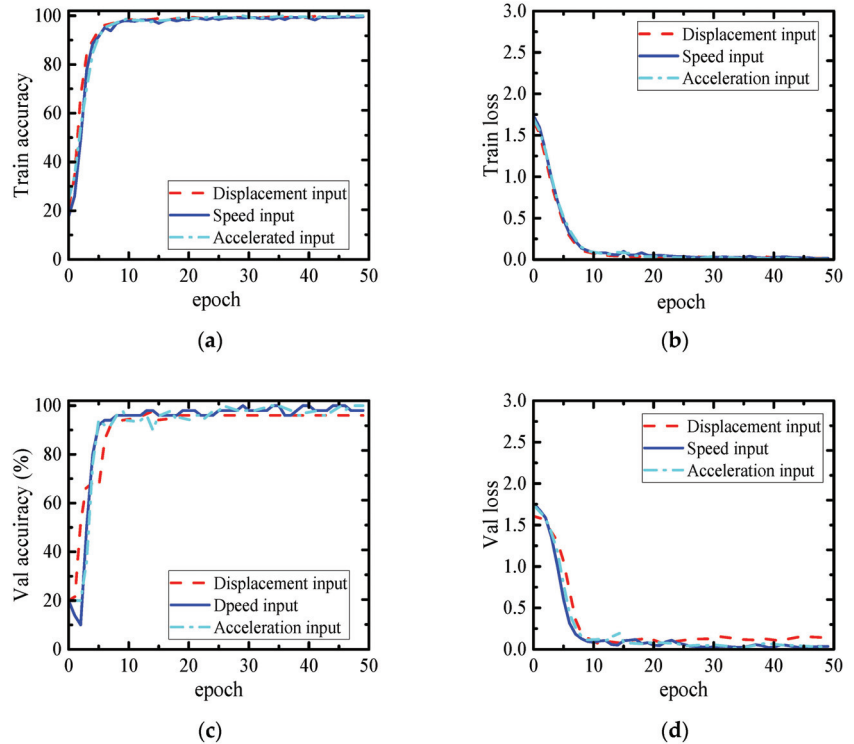 100
80
60
40
20
0
Train accuracy
Displacement input
Speed input
Accelerated input
0 10 20 30 40 50
epoch
(a)
3.0
2.5
2.0
1.5
1.0
0.5
0.0
Train loss
Displacement input
Speed input
Acceleration input
0 10 20 30 40 50
epoch
(b)
100
80
60
40
20
0
Val accuiracy (%)
Displacement input
Dpeed input
Acceleration input
0 10 20 30 40 50
epoch
(c)
3.0
2.5
2.0
1.5
1.0
0.5
0.0
Val loss
Displacement input
Speed input
Acceleration input
0 10 20 30 40 50
epoch
(d)